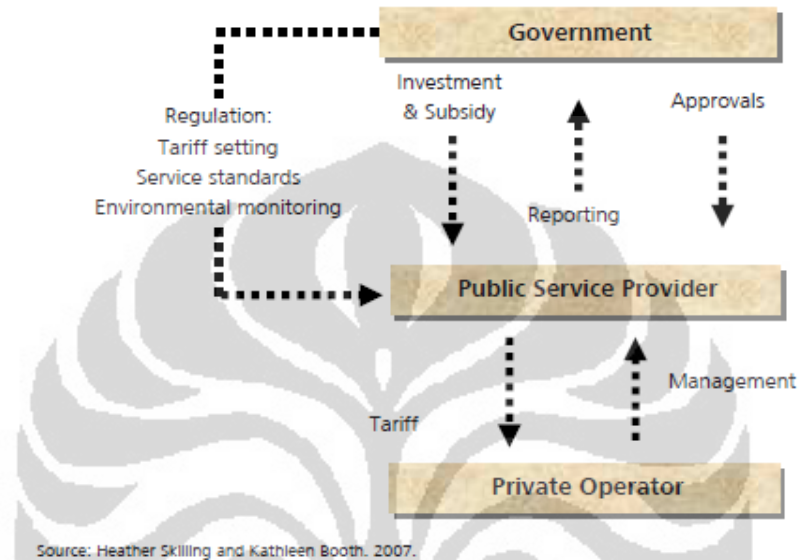 Government
Investment
& Subsidy
Approvals
Regulation:
Tariff setting
Service standards
Environmental monitoring
Reporting
Public Service Provider
Management
Tariff
Private Operator
Source: Heather Skilling and Kathleen Booth. 2007.